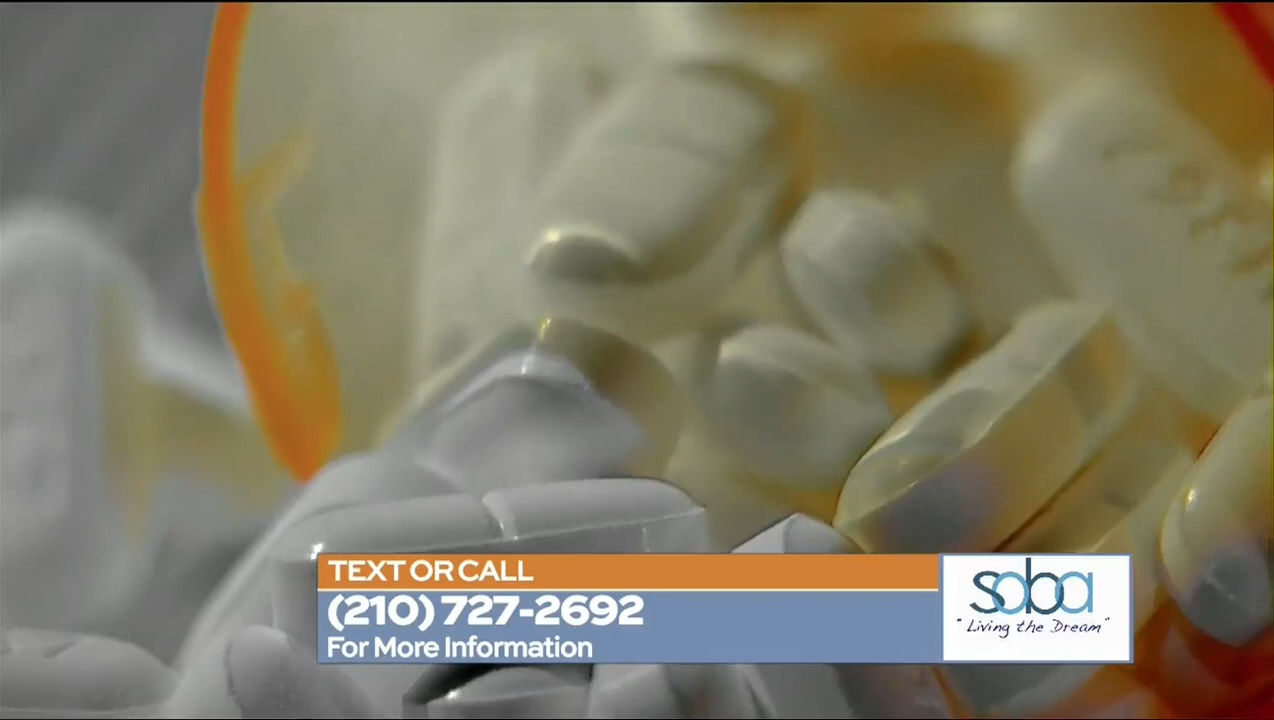 TEXT OR CALL
(210) 727-2692
For More Information
soba
"Living the Dream"